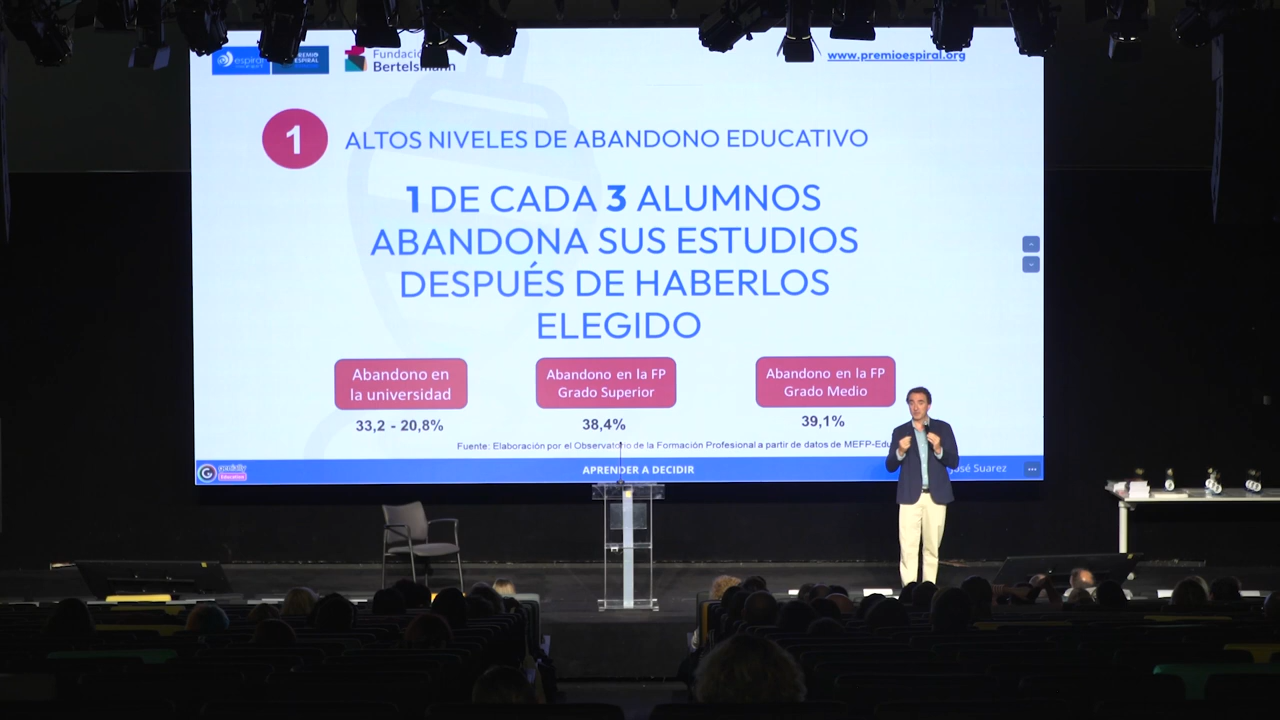 espiral
PREMIO
ESPIRAL
Fundació
Bertelsmann
www.premioespiral.org
1
ALTOS NIVELES DE ABANDONO EDUCATIVO
1 DE CADA 3 ALUMNOS
ABANDONA SUS ESTUDIOS
DESPUÉS DE HABERLOS
ELEGIDO
Abandono en
la universidad
33,2 - 20,8%
Abandono en la FP
Grado Superior
38,4%
Abandono en la FP
Grado Medio
39,1%
Fuente: Elaboración por el Observatorio de la Formación Profesional a partir de datos de MEFP-Edu
genially
APRENDER A DECIDIR
José Suarez